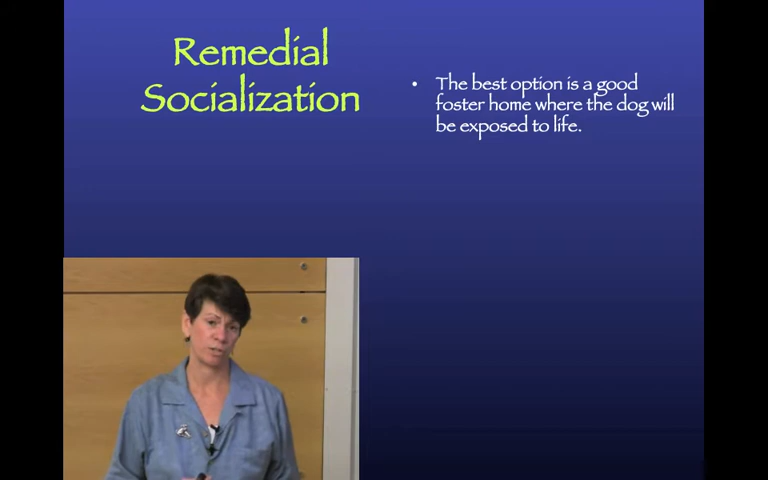 Remedial
Socialization
• The best option is a good
foster home where the dog will
be exposed to life.